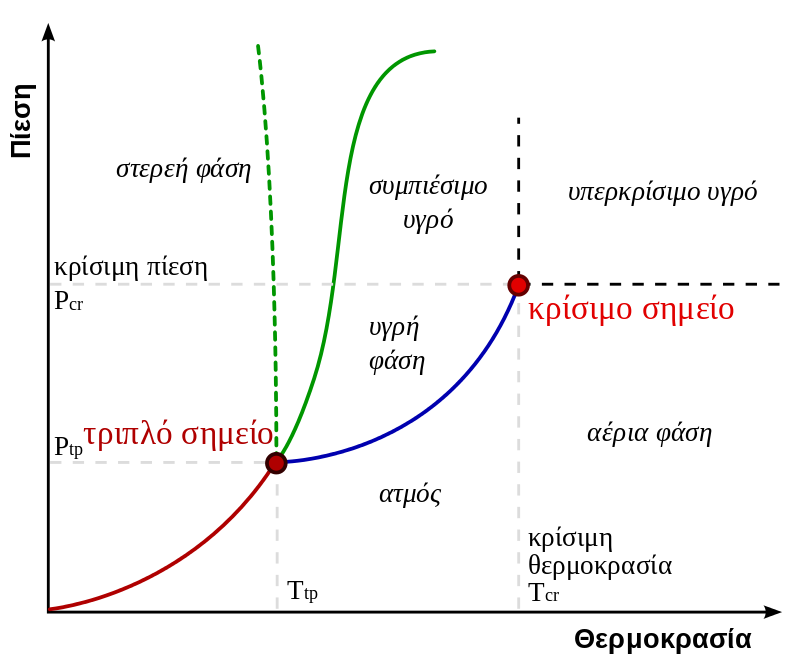 Πίεση
στερεή φάση
συμπιέσιμο
υγρό
υπερκρίσιμο υγρό
κρίσιμη πίεση
Pcr
κρίσιμο σημείο
υγρή
φάση
τριπλό σημείο
Ptp
αέρια φάση
ατμός
κρίσιμη
θερμοκρασία
Tcr
Ttp
Θερμοκρασία